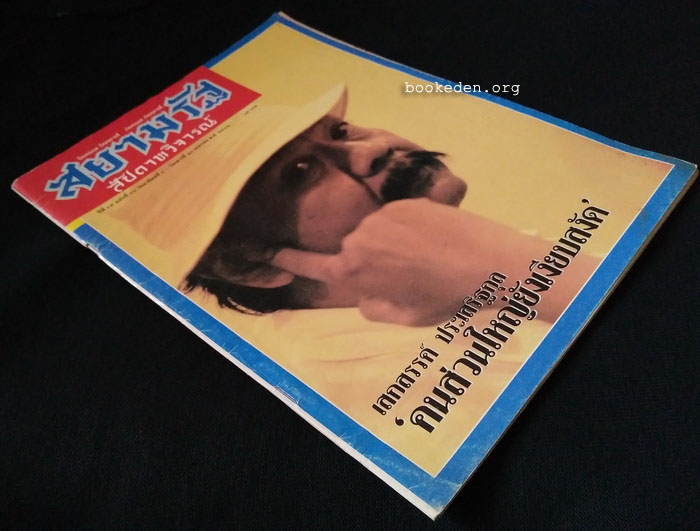 bookeden.org
สยามรัฐ
สัปดาหวิจารณ์
เสกสรรค์ ประเสริฐกุล
‘คนส่วนใหญ่ยังเงียบสงัด’